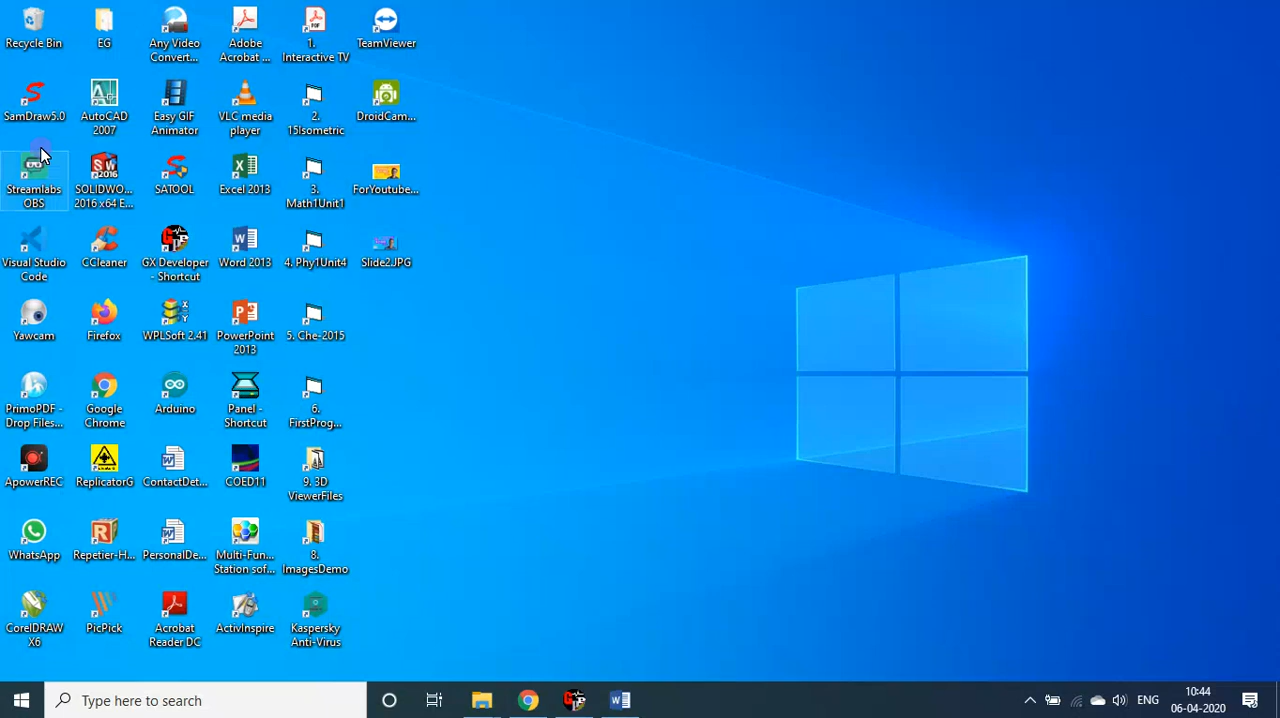 Recycle Bin
EG
Any Video
Convert...
Adobe
Acrobat ...
1.
Interactive TV
TeamViewer
SamDraw5.0
AutoCAD
2007
Easy GIF
Animator
VLC media
player
2.
15Isometric
DroidCam...
Streamlabs
OBS
SOLIDWO...
2016 x64 E...
SATOOL
Excel 2013
3.
Math1Unit1
ForYoutube...
Visual Studio
Code
CCleaner
GX Developer
- Shortcut
Word 2013
4. Phy1Unit4
Slide2.JPG
Yawcam
Firefox
WPLSoft 2.41
PowerPoint
2013
5. Che-2015
PrimoPDF -
Drop Files...
Google
Chrome
Arduino
Panel -
Shortcut
6.
FirstProg...
ApowerREC
ReplicatorG
ContactDet...
COED11
9. 3D
ViewerFiles
WhatsApp
Repetier-H...
PersonalDe...
Multi-Fun...
Station sof...
8.
ImagesDemo
CorelDRAW
X6
PicPick
Acrobat
Reader DC
ActivInspire
Kaspersky
Anti-Virus
Type here to search
ENG
10:44
06-04-2020